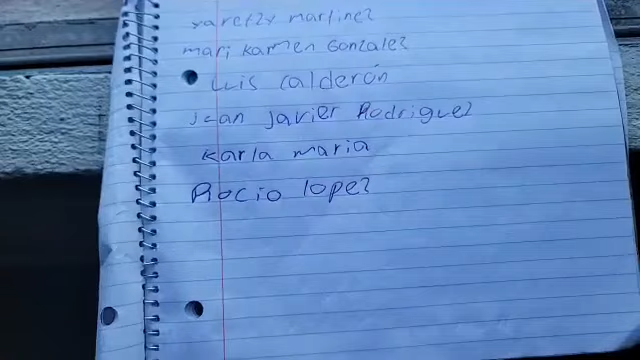 yaretzy martinez
mari karmen Gonzalez
Luis Calderón
juan javier Rodriguez
Karla maria
Rocio lopez